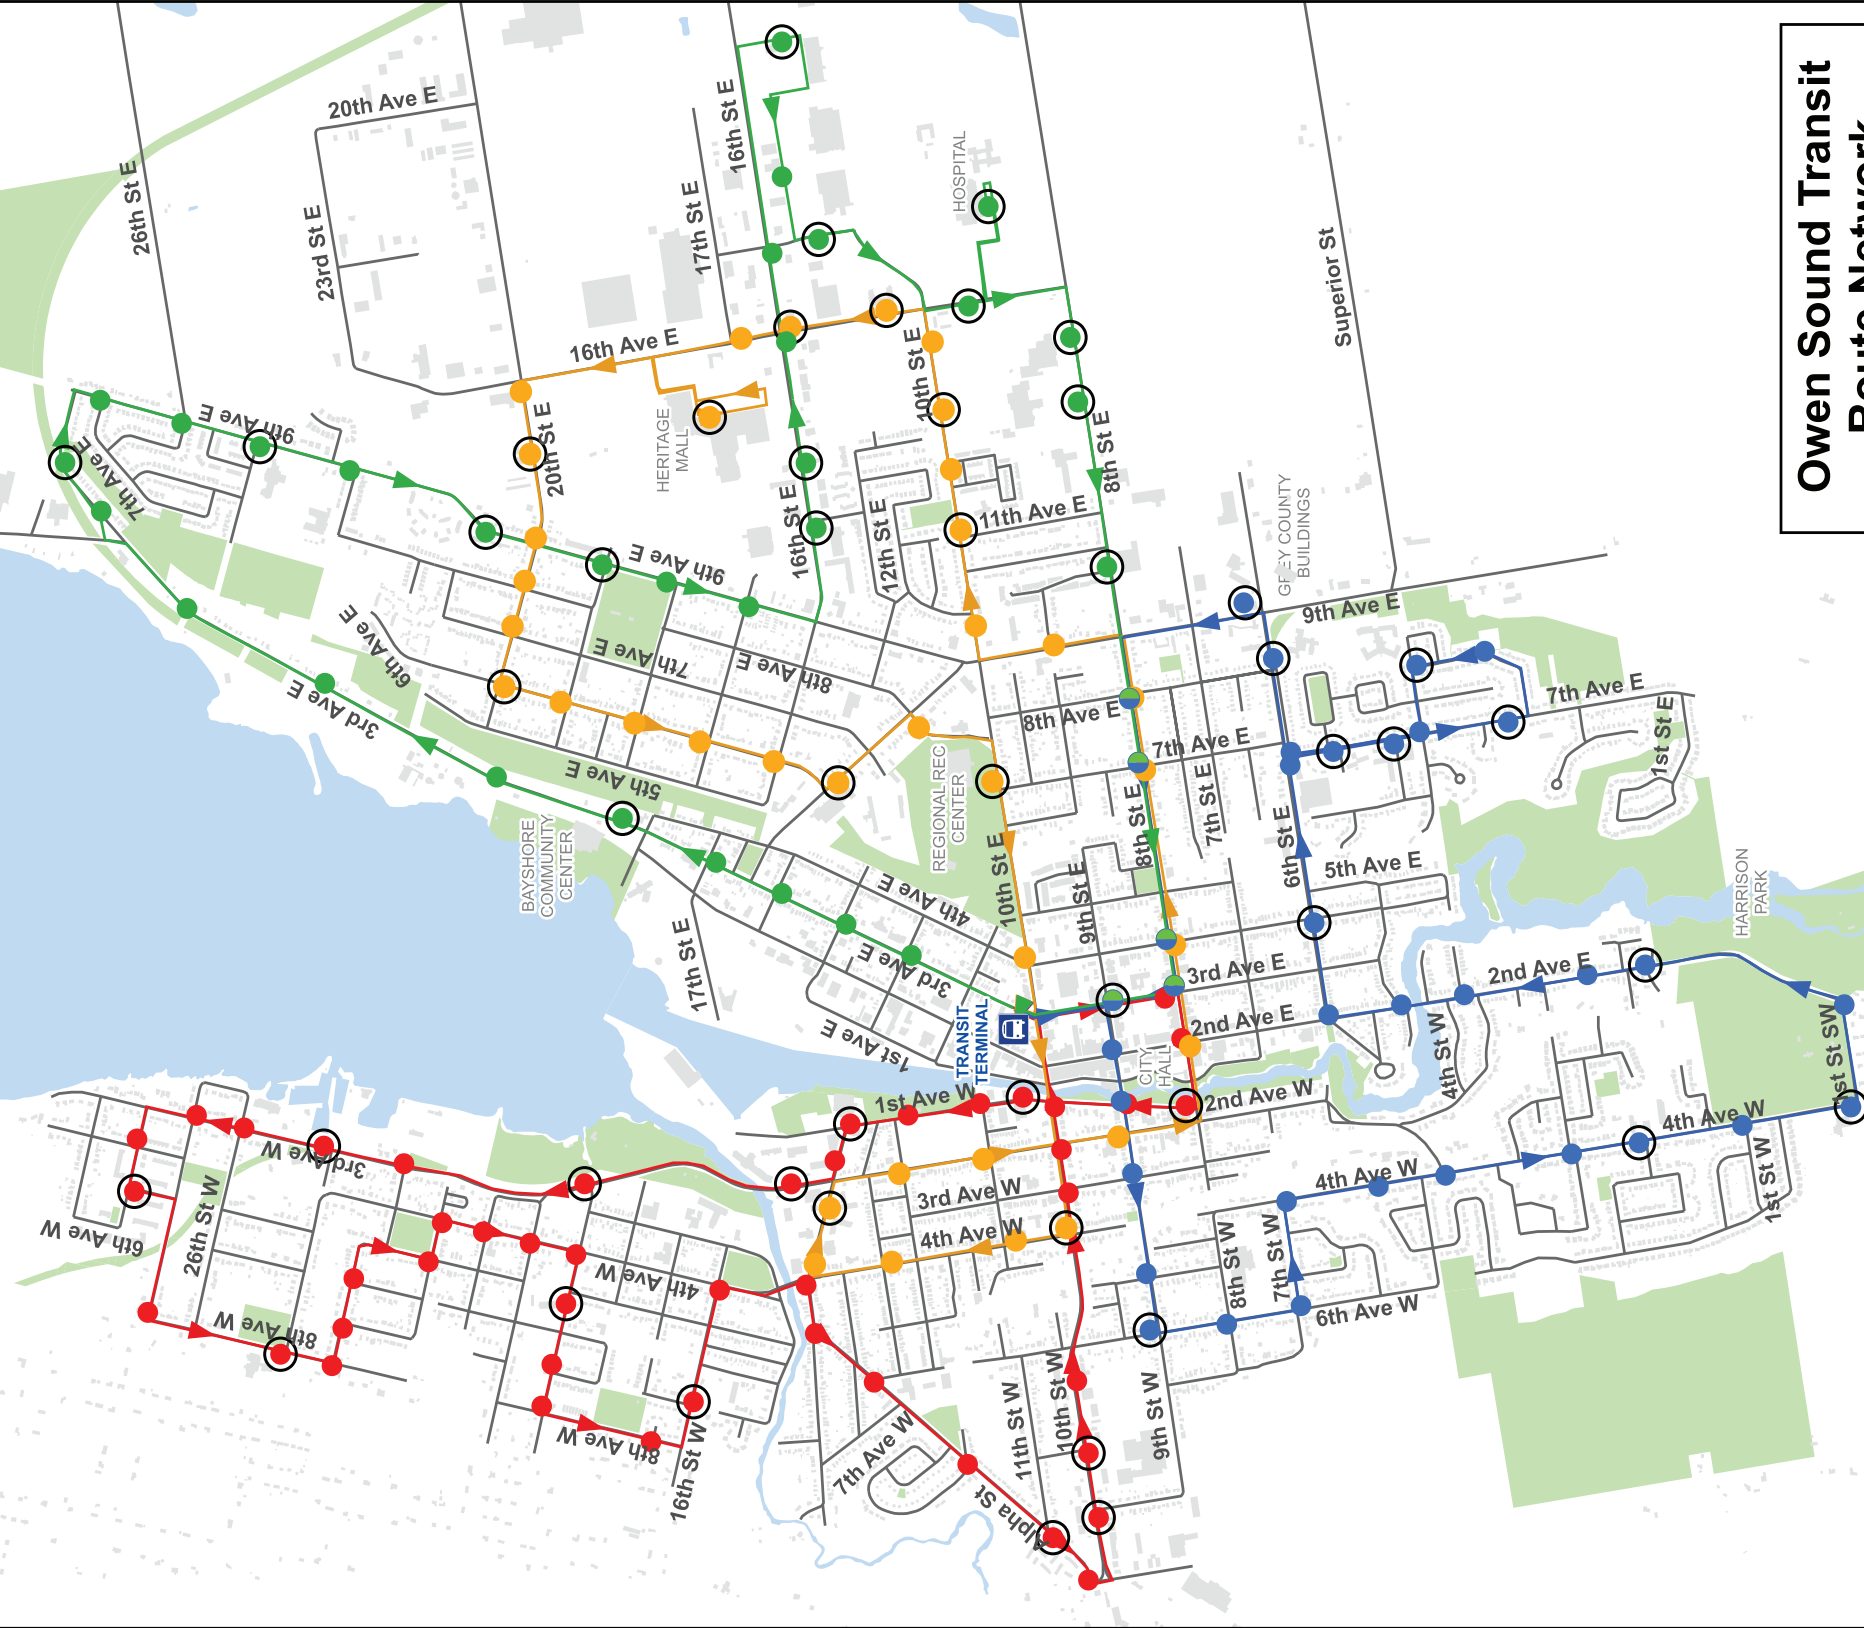 Owen Sound Transit
Route Network
20th Ave E
26th St E
23rd St E
16th St E
17th St E
HOSPITAL
Superior St
16th Ave E
10th St E
HERITAGE
MALL
20th St E
9th Ave E
7th Ave E
8th St E
11th Ave E
12th St E
16th St E
9th Ave E
GREY COUNTY
BUILDINGS
9th Ave E
6th Ave E
7th Ave E
8th Ave E
3rd Ave E
5th Ave E
8th Ave E
7th Ave E
7th Ave E
1st St E
BAYSHORE
COMMUNITY
CENTER
REGIONAL REC
CENTER
8th St E
7th St E
6th St E
5th Ave E
HARRISON
PARK
4th Ave E
10th St E
9th St E
3rd Ave E
17th St E
3rd Ave E
2nd Ave E
TRANSIT
TERMINAL
2nd Ave E
1st Ave E
CITY
HALL
4th St W
1st St SW
1st Ave W
2nd Ave W
4th Ave W
3rd Ave W
6th Ave W
26th St W
3rd Ave W
4th Ave W
4th Ave W
1st St W
8th Ave W
4th Ave W
8th St W
7th St W
6th Ave W
8th Ave W
16th St W
7th Ave W
11th St W
10th St W
9th St W
Alpha St